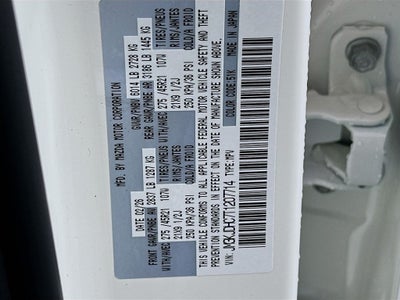 MFD. BY MAZDA MOTOR CORPORATION MADE IN JAPAN
DATE: 02/26 GVWR/PNBV 6014 LB 2728 KG
FRONT GAWR/PNBE AV 2837 LB 1287 KG REAR GAWR/PNBE AR 3186 LB 1445 KG
WITH/AVEC 275 /45R21 107W TIRES/PNEUS WITH/AVEC 275 /45R21 107W TIRES/PNEUS
21X9 1/2J RIMS/JANTES 21X9 1/2J RIMS/JANTES
250 KPA/36 PSI COLD/A FROID 250 KPA/36 PSI COLD/A FROID
THIS VEHICLE CONFORMS TO ALL APPLICABLE FEDERAL MOTOR VEHICLE SAFETY AND THEFT
PREVENTION STANDARDS IN EFFECT ON THE DATE OF MANUFACTURE SHOWN ABOVE.
VIN: TYPE:MPV COLOR CODE:51K